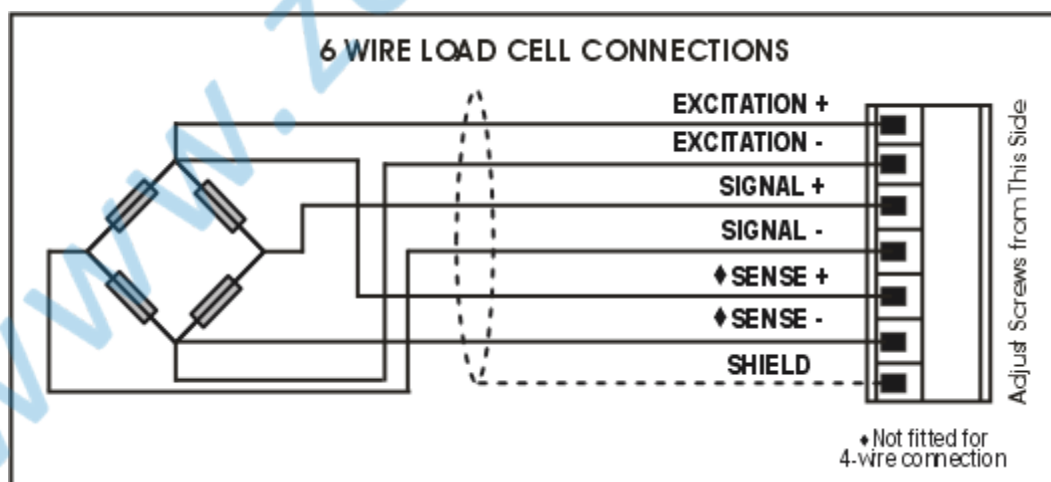 6 WIRE LOAD CELL CONNECTIONS
EXCITATION +
EXCITATION -
SIGNAL +
SIGNAL -
♦SENSE +
♦SENSE -
SHIELD
Adjust Screws from This Side
♦Not fitted for
4-wire connection
www.z